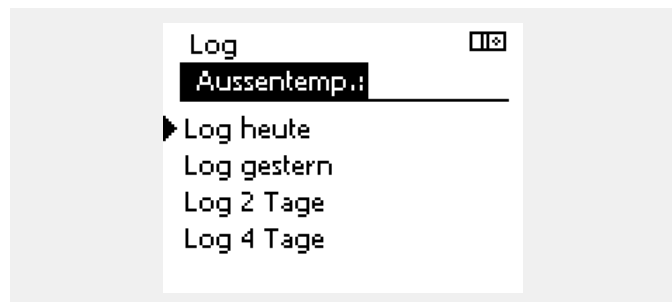 Log
Aussentemp.:
Log heute
Log gestern
Log 2 Tage
Log 4 Tage